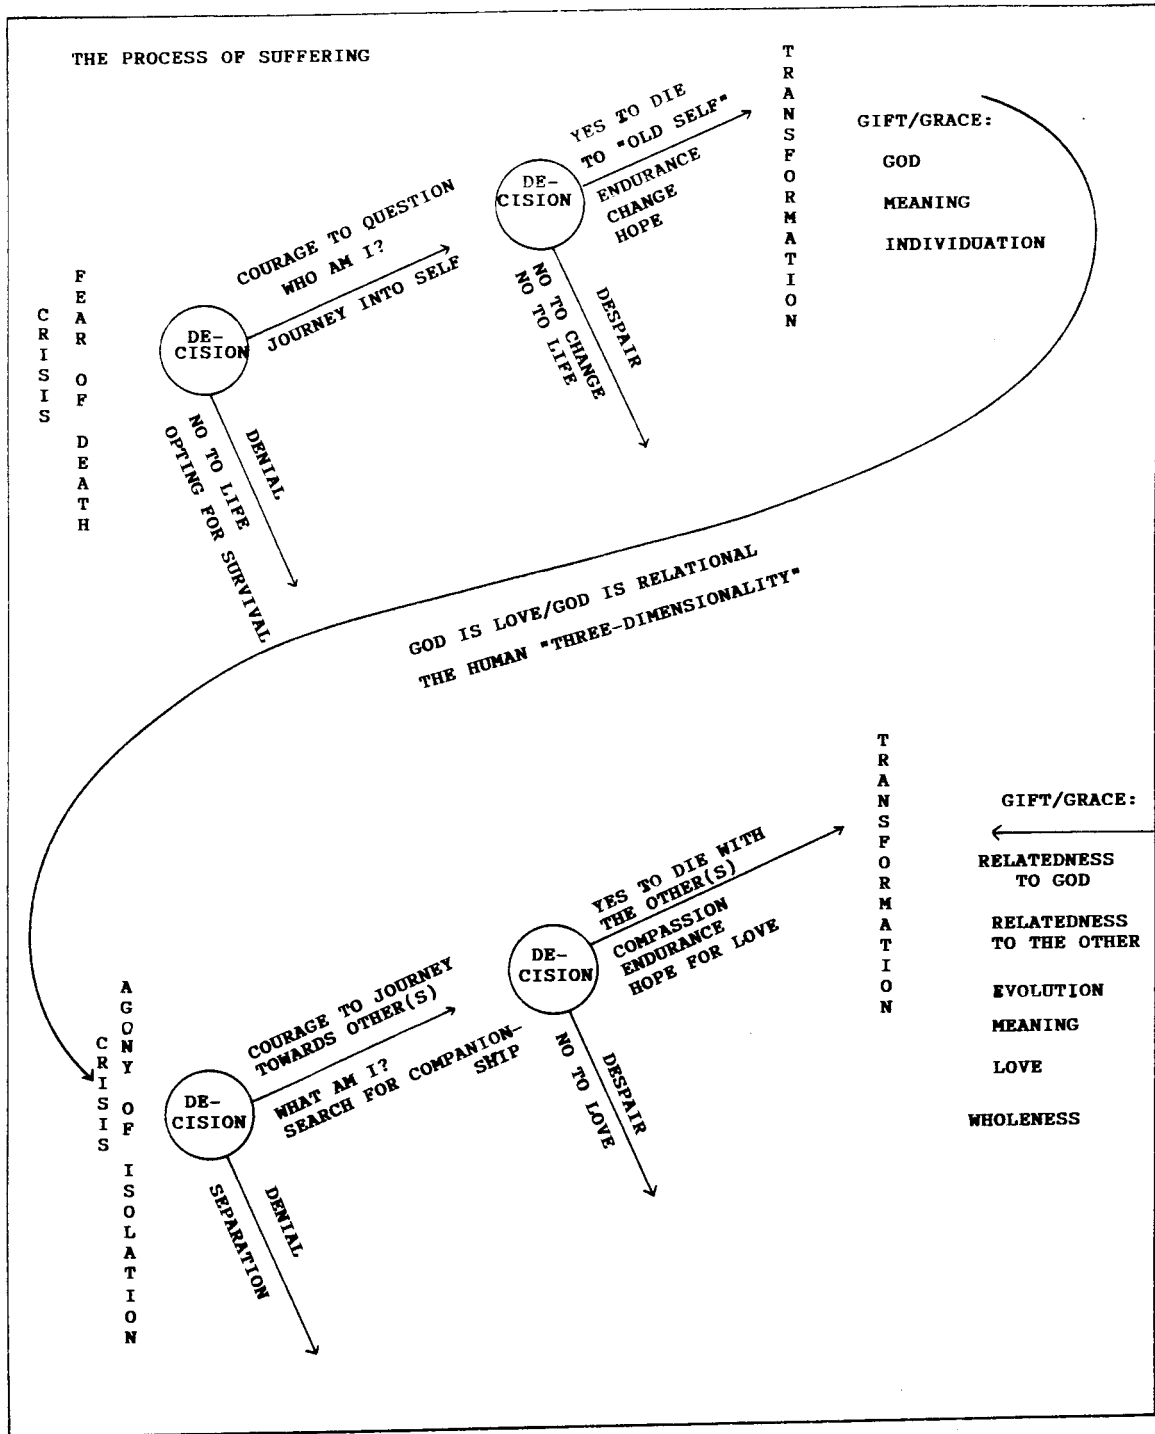 THE PROCESS OF SUFFERING
CRISIS
FEAR OF DEATH
DE-
CISION
COURAGE TO QUESTION
WHO AM I?
JOURNEY INTO SELF
DENIAL
NO TO LIFE
OPTING FOR SURVIVAL
DE-
CISION
YES TO DIE
TO "OLD SELF"
ENDURANCE
CHANGE
HOPE
DESPAIR
NO TO CHANGE
NO TO LIFE
TRANSFORMATION
GIFT/GRACE:
GOD
MEANING
INDIVIDUATION
GOD IS LOVE/GOD IS RELATIONAL
THE HUMAN "THREE-DIMENSIONALITY"
CRISIS
AGONY OF ISOLATION
DE-
CISION
COURAGE TO JOURNEY
TOWARDS OTHER(S)
WHAT AM I?
SEARCH FOR COMPANION-
SHIP
DENIAL
SEPARATION
DE-
CISION
YES TO DIE WITH
THE OTHER(S)
COMPASSION
ENDURANCE
HOPE FOR LOVE
DESPAIR
NO TO LOVE
TRANSFORMATION
GIFT/GRACE:
RELATEDNESS
TO GOD
RELATEDNESS
TO THE OTHER
EVOLUTION
MEANING
LOVE
WHOLENESS